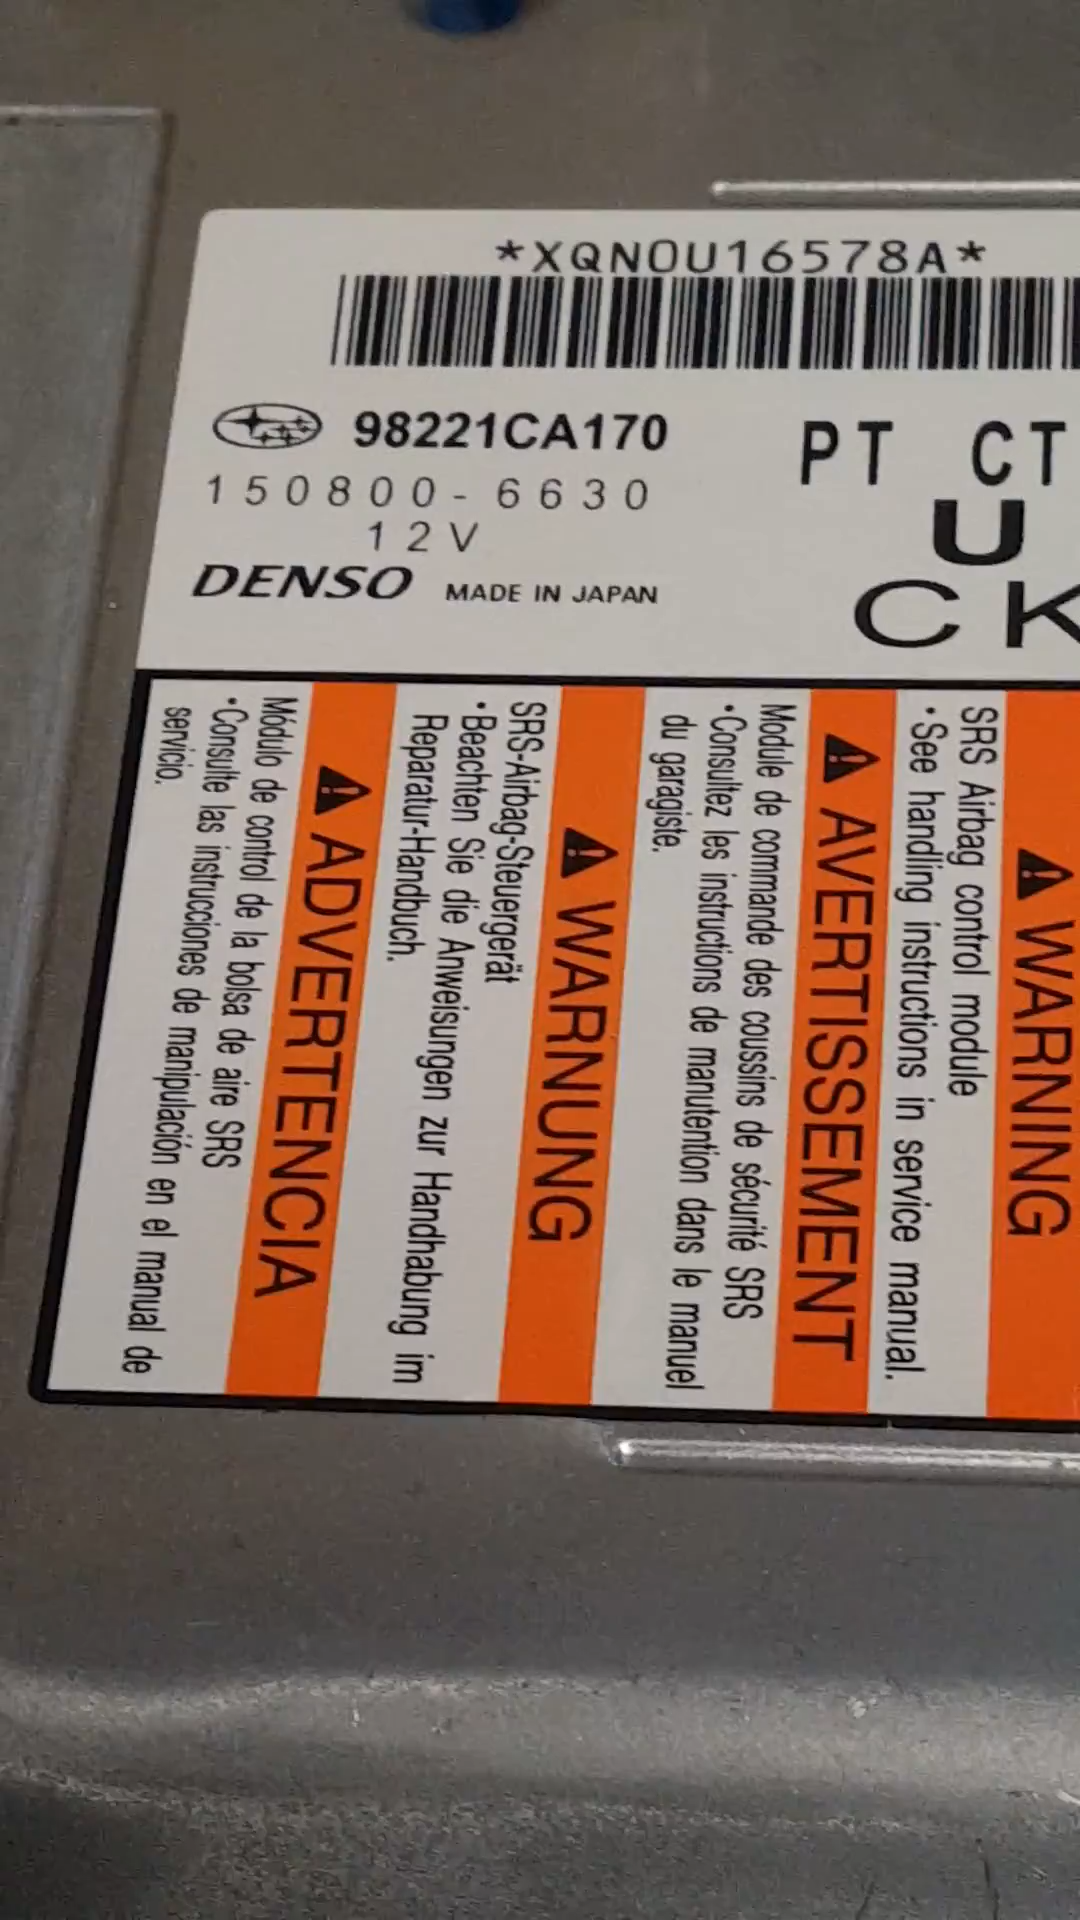 *XQN0U16578A*
98221CA170
150800-6630
12V
DENSO MADE IN JAPAN
PT CT
U
CK
WARNING
SRS Airbag control module
•See handling instructions in service manual.
AVERTISSEMENT
Module de commande des coussins de sécurité SRS
•Consultez les instructions de manutention dans le manuel
du garagiste.
WARNUNG
SRS-Airbag-Steuergerät
•Beachten Sie die Anweisungen zur Handhabung im
Reparatur-Handbuch.
ADVERTENCIA
Módulo de control de la bolsa de aire SRS
•Consulte las instrucciones de manipulación en el manual de
servicio.